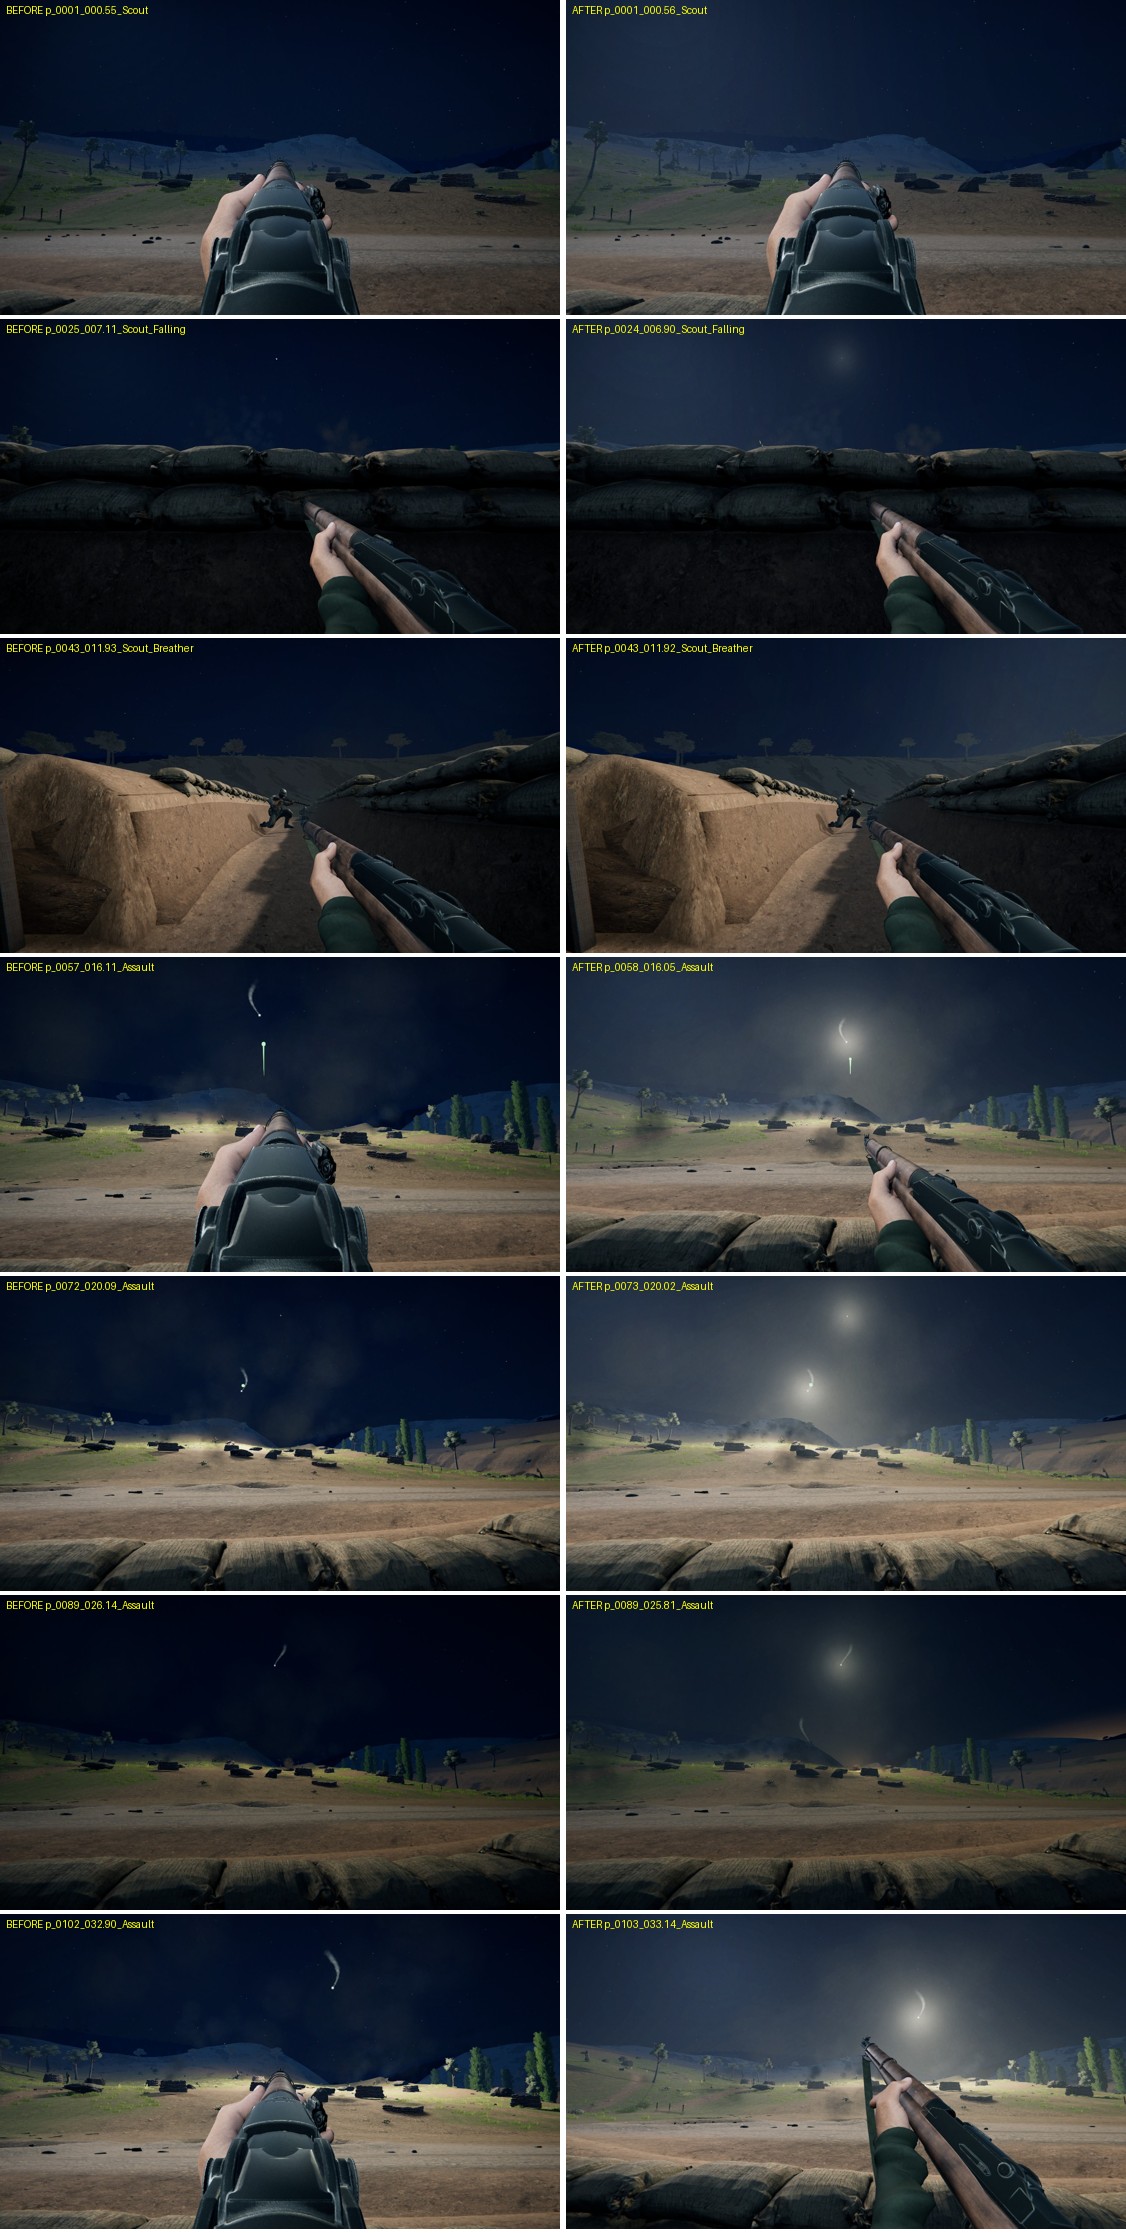 BEFORE p_0001_000.55_Scout
AFTER p_0001_000.56_Scout
BEFORE p_0025_007.11_Scout_Falling
AFTER p_0024_006.90_Scout_Falling
BEFORE p_0043_011.93_Scout_Breather
AFTER p_0043_011.92_Scout_Breather
BEFORE p_0057_016.11_Assault
AFTER p_0058_016.05_Assault
BEFORE p_0072_020.09_Assault
AFTER p_0073_020.02_Assault
BEFORE p_0089_026.14_Assault
AFTER p_0089_025.81_Assault
BEFORE p_0102_032.90_Assault
AFTER p_0103_033.14_Assault